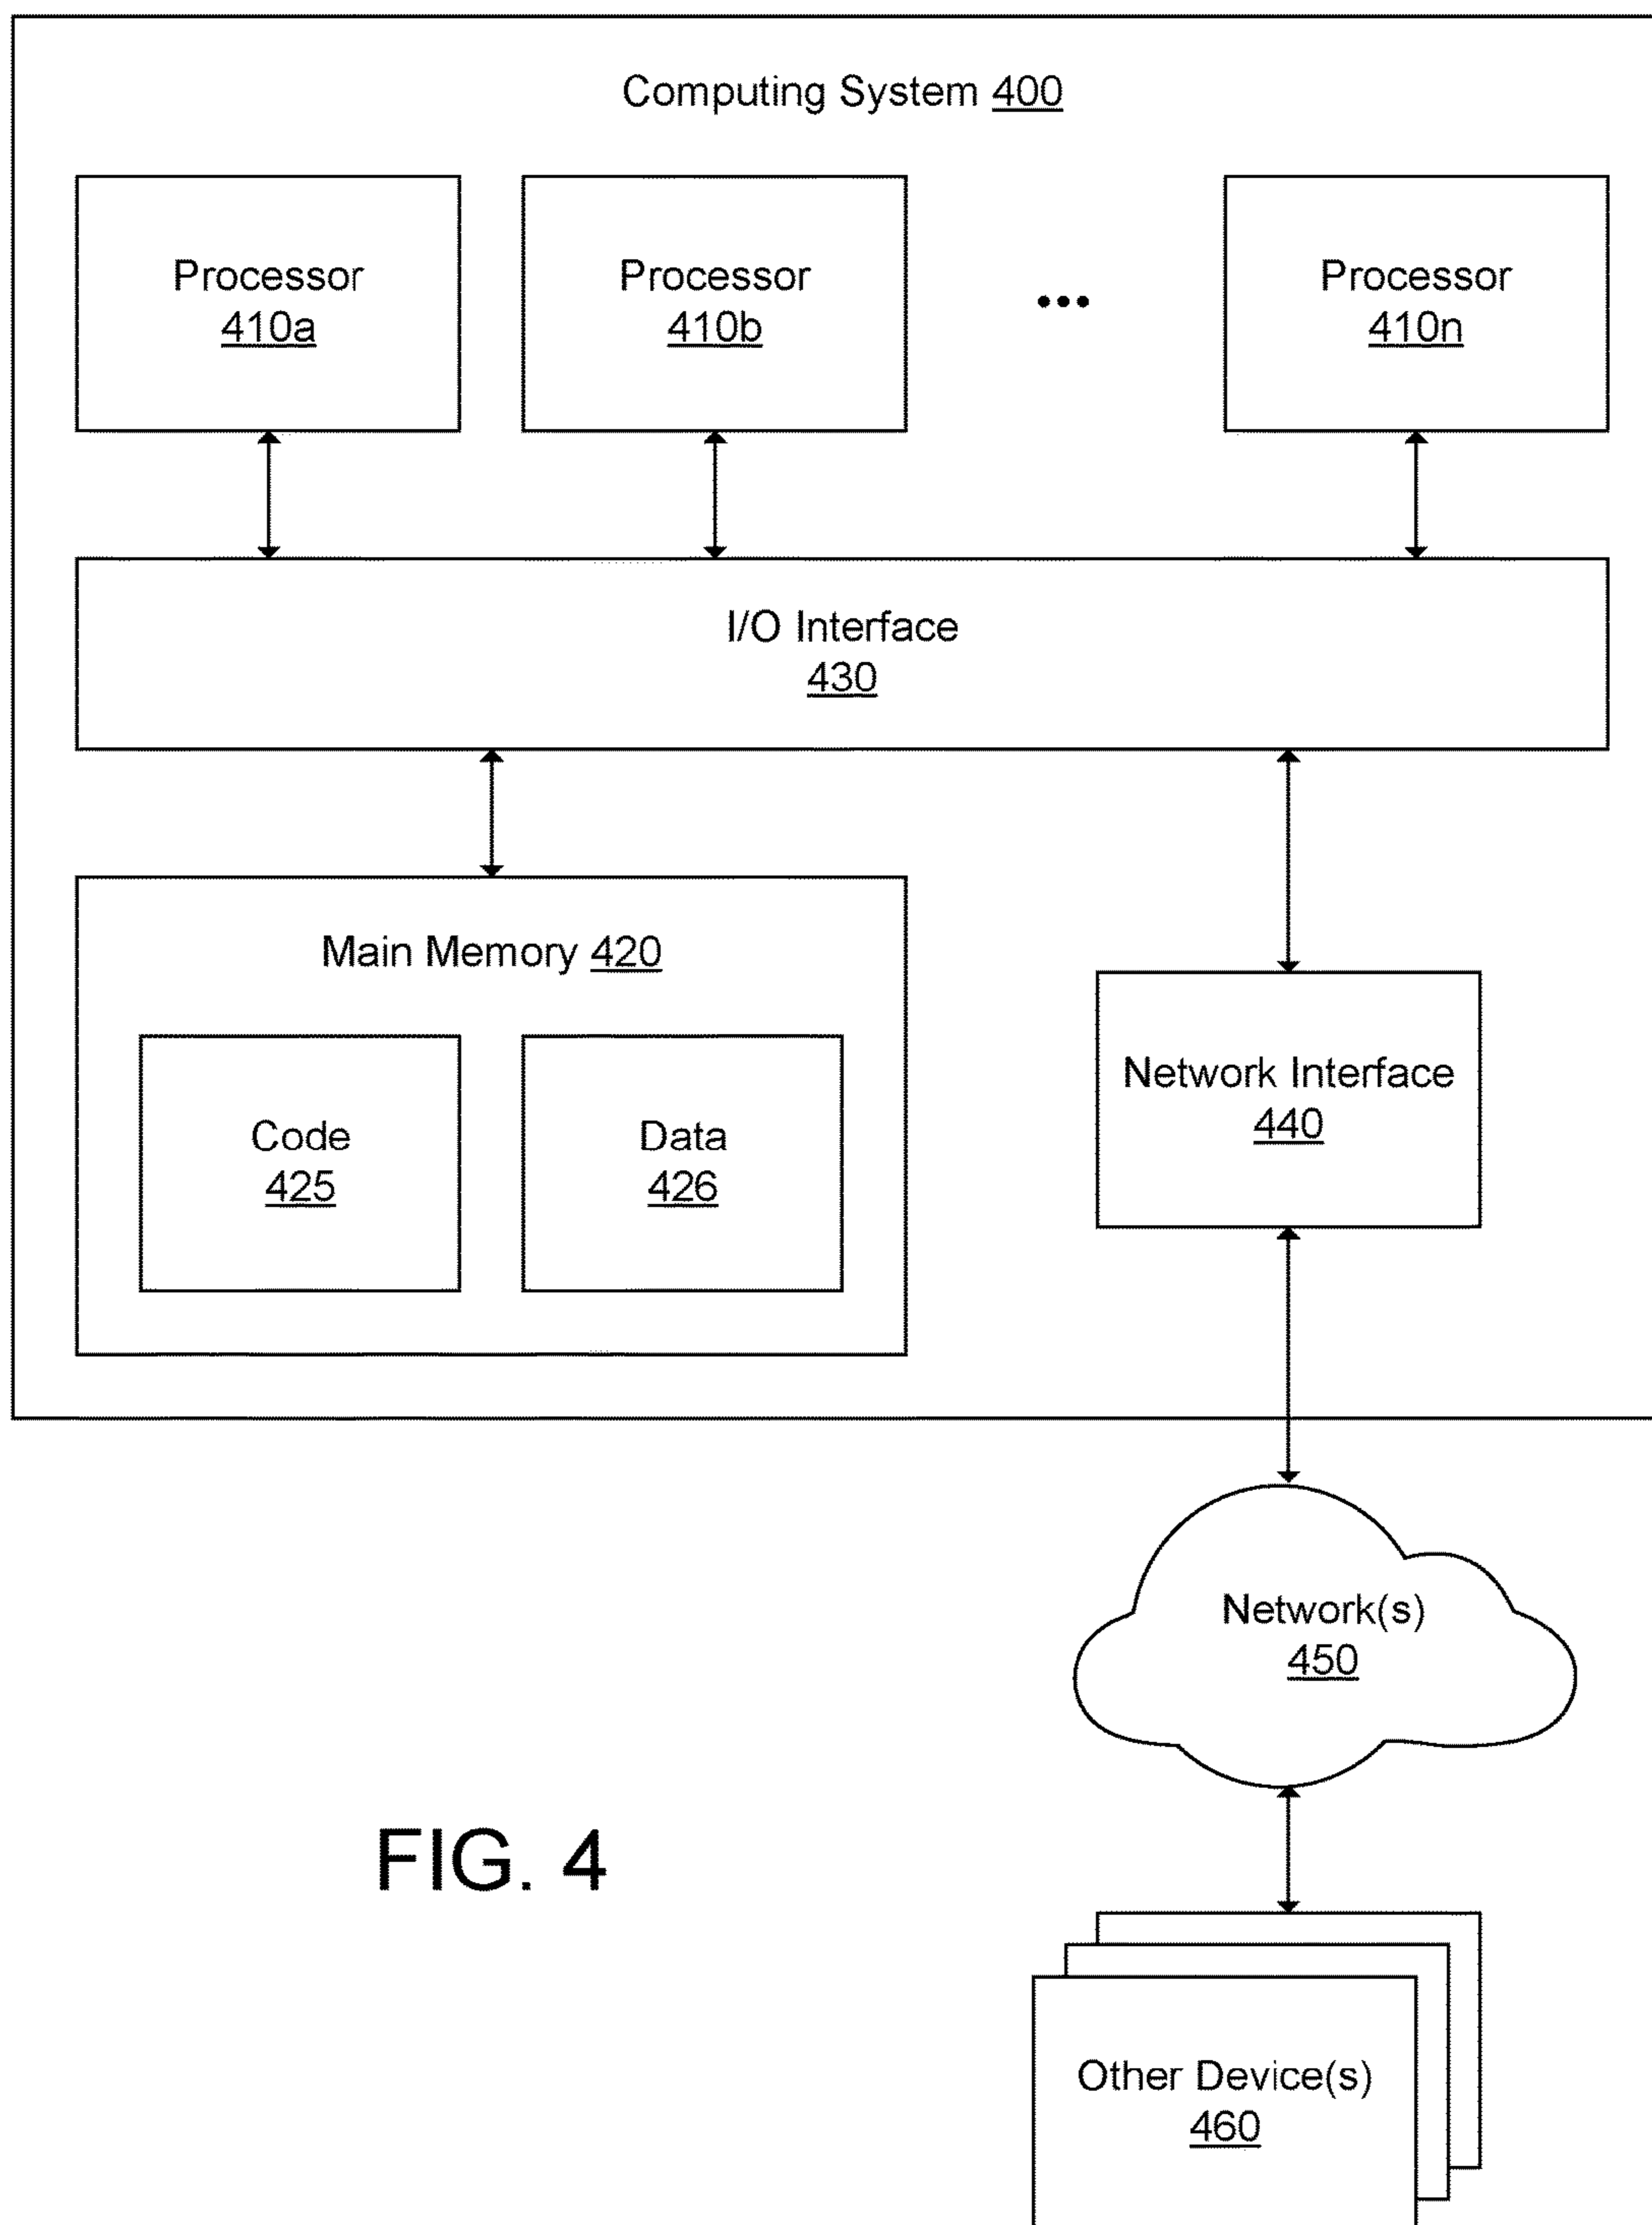 Computing System 400
Processor
410a
Processor
410b
...
Processor
410n
I/O Interface
430
Main Memory 420
Code
425
Data
426
Network Interface
440
Network(s)
450
FIG. 4
Other Device(s)
460